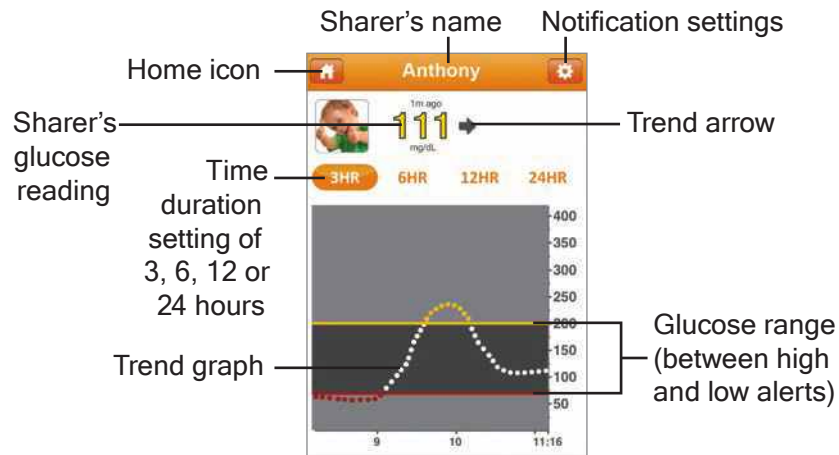 Sharer's name
Notification settings
Home icon
Anthony
1m ago
Sharer's
glucose
reading
111
mg/dL
Trend arrow
3HR 6HR 12HR 24HR
Time
duration
setting of
3, 6, 12 or
24 hours
400
350
300
250
200
150
100
50
Trend graph
Glucose range
(between high
and low alerts)
9 10 11:16